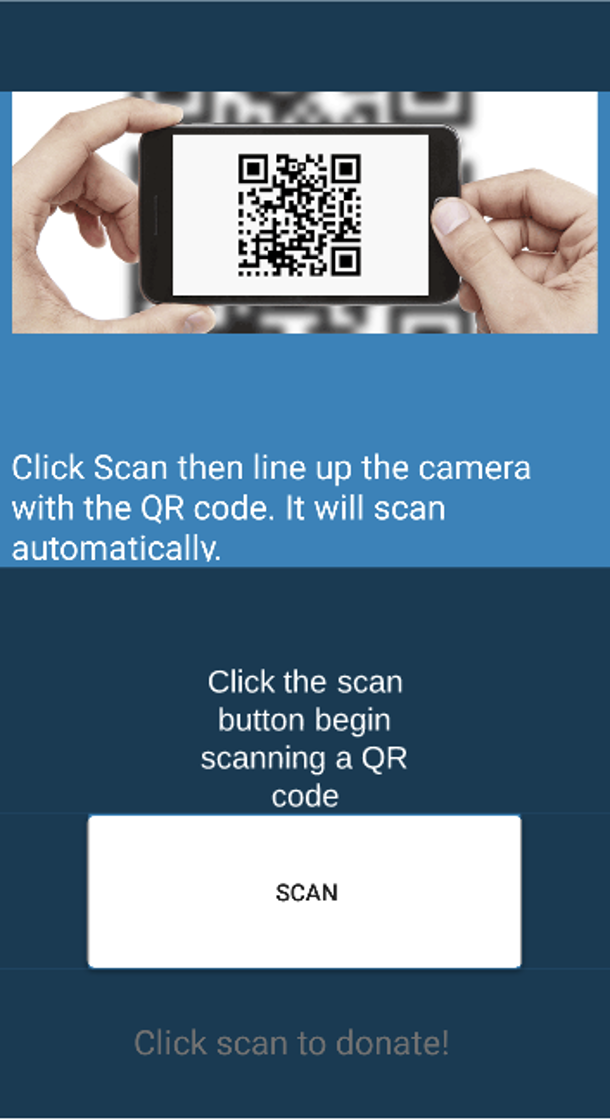 Click Scan then line up the camera
with the QR code. It will scan
automatically.
Click the scan
button begin
scanning a QR
code
SCAN
Click scan to donate!